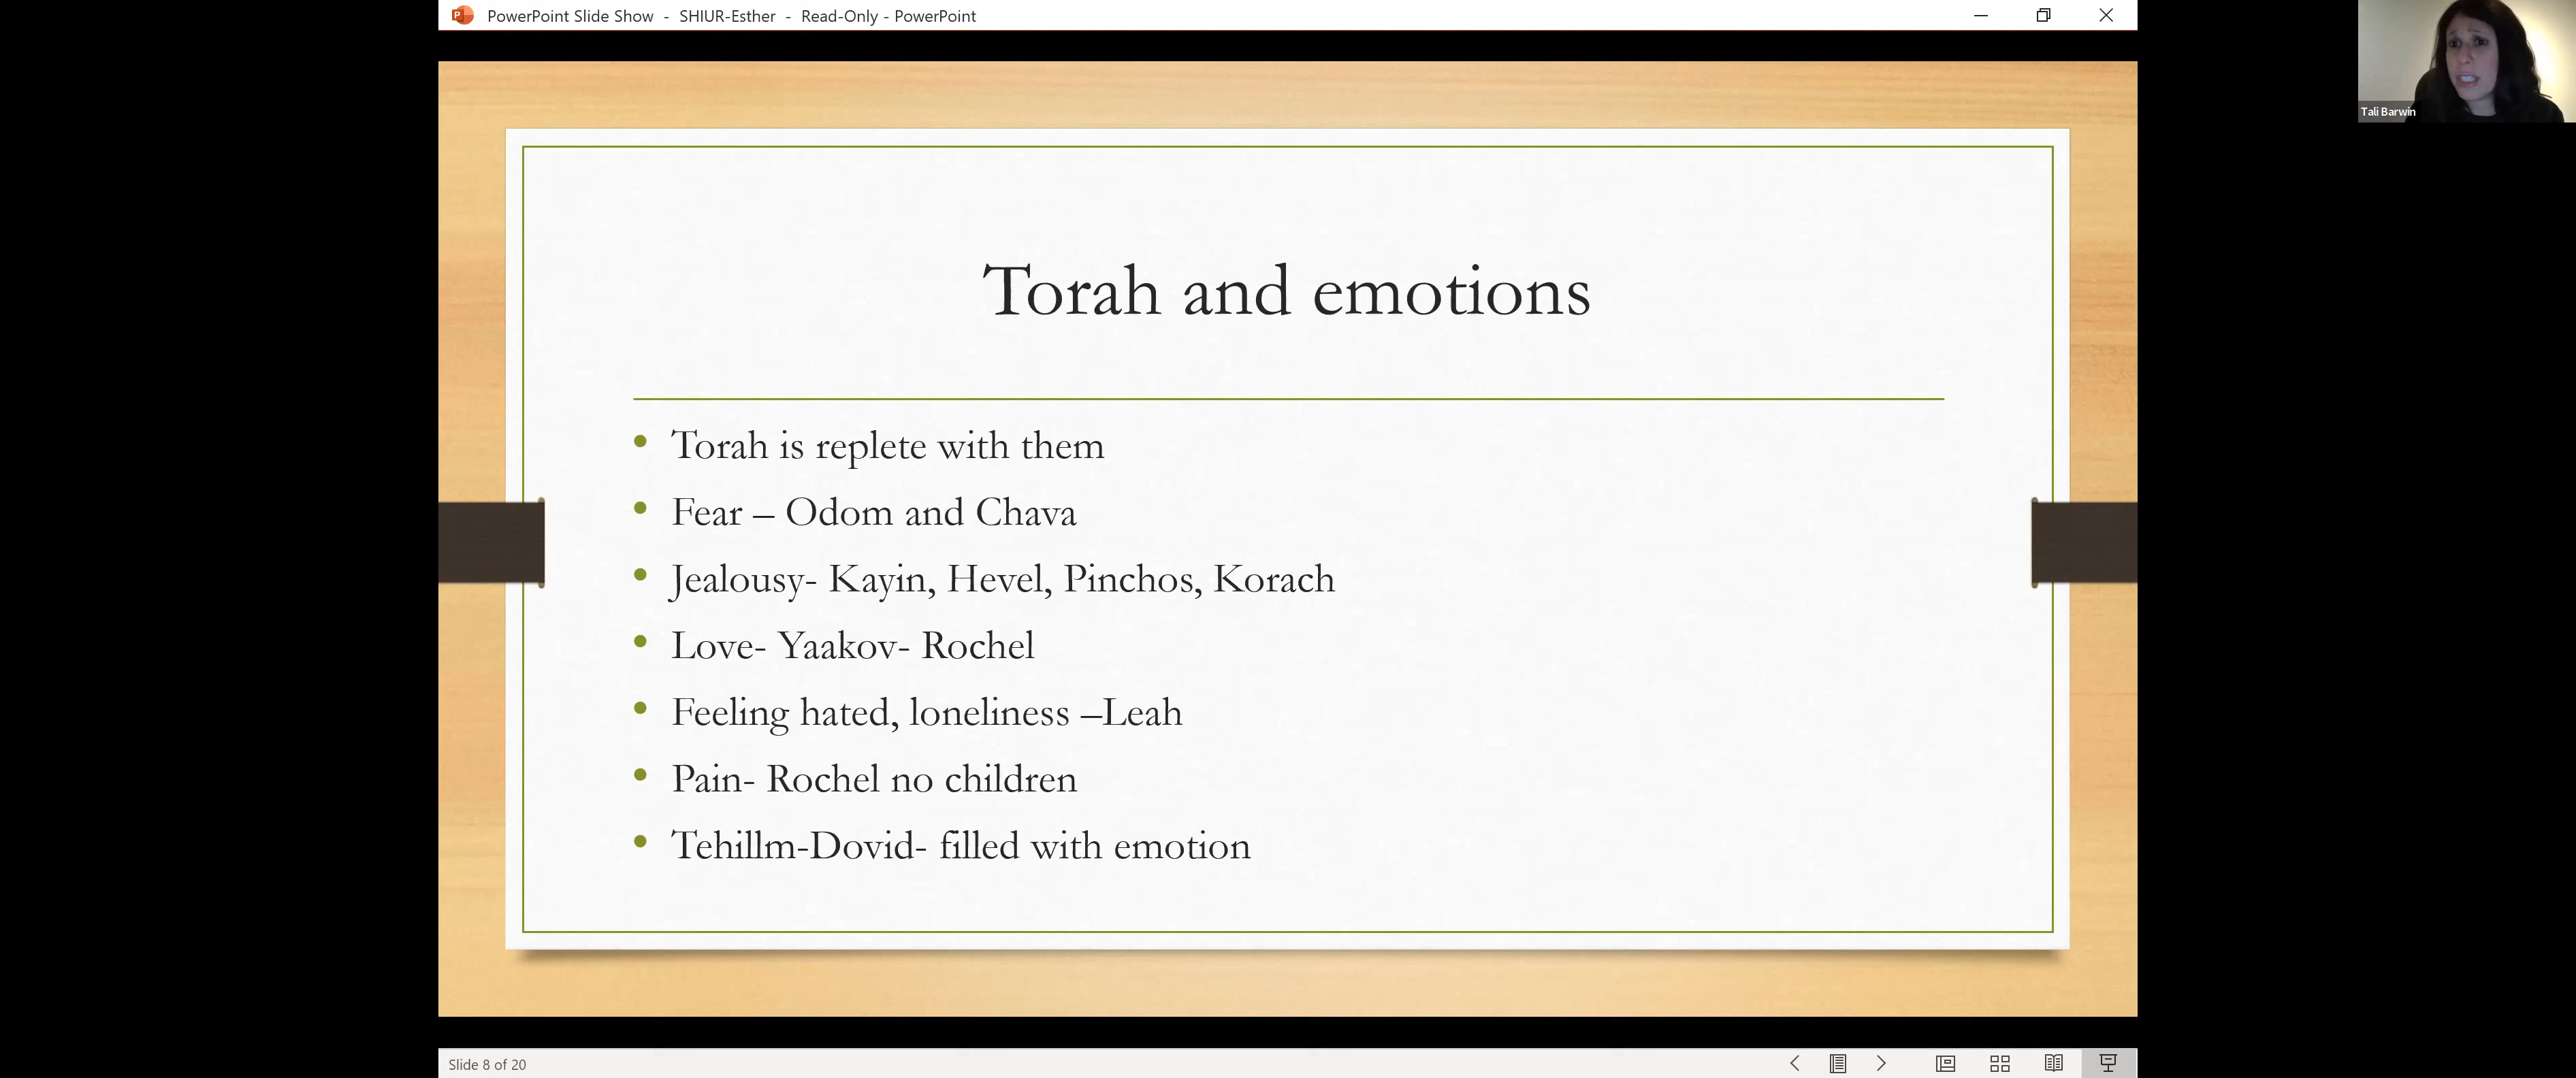 PowerPoint Slide Show - SHIUR-Esther - Read-Only - PowerPoint
Tali Barwin
Torah and emotions
Torah is replete with them
Fear – Odom and Chava
Jealousy- Kayin, Hevel, Pinchos, Korach
Love- Yaakov- Rochel
Feeling hated, loneliness –Leah
Pain- Rochel no children
Tehillm-Dovid- filled with emotion
Slide 8 of 20